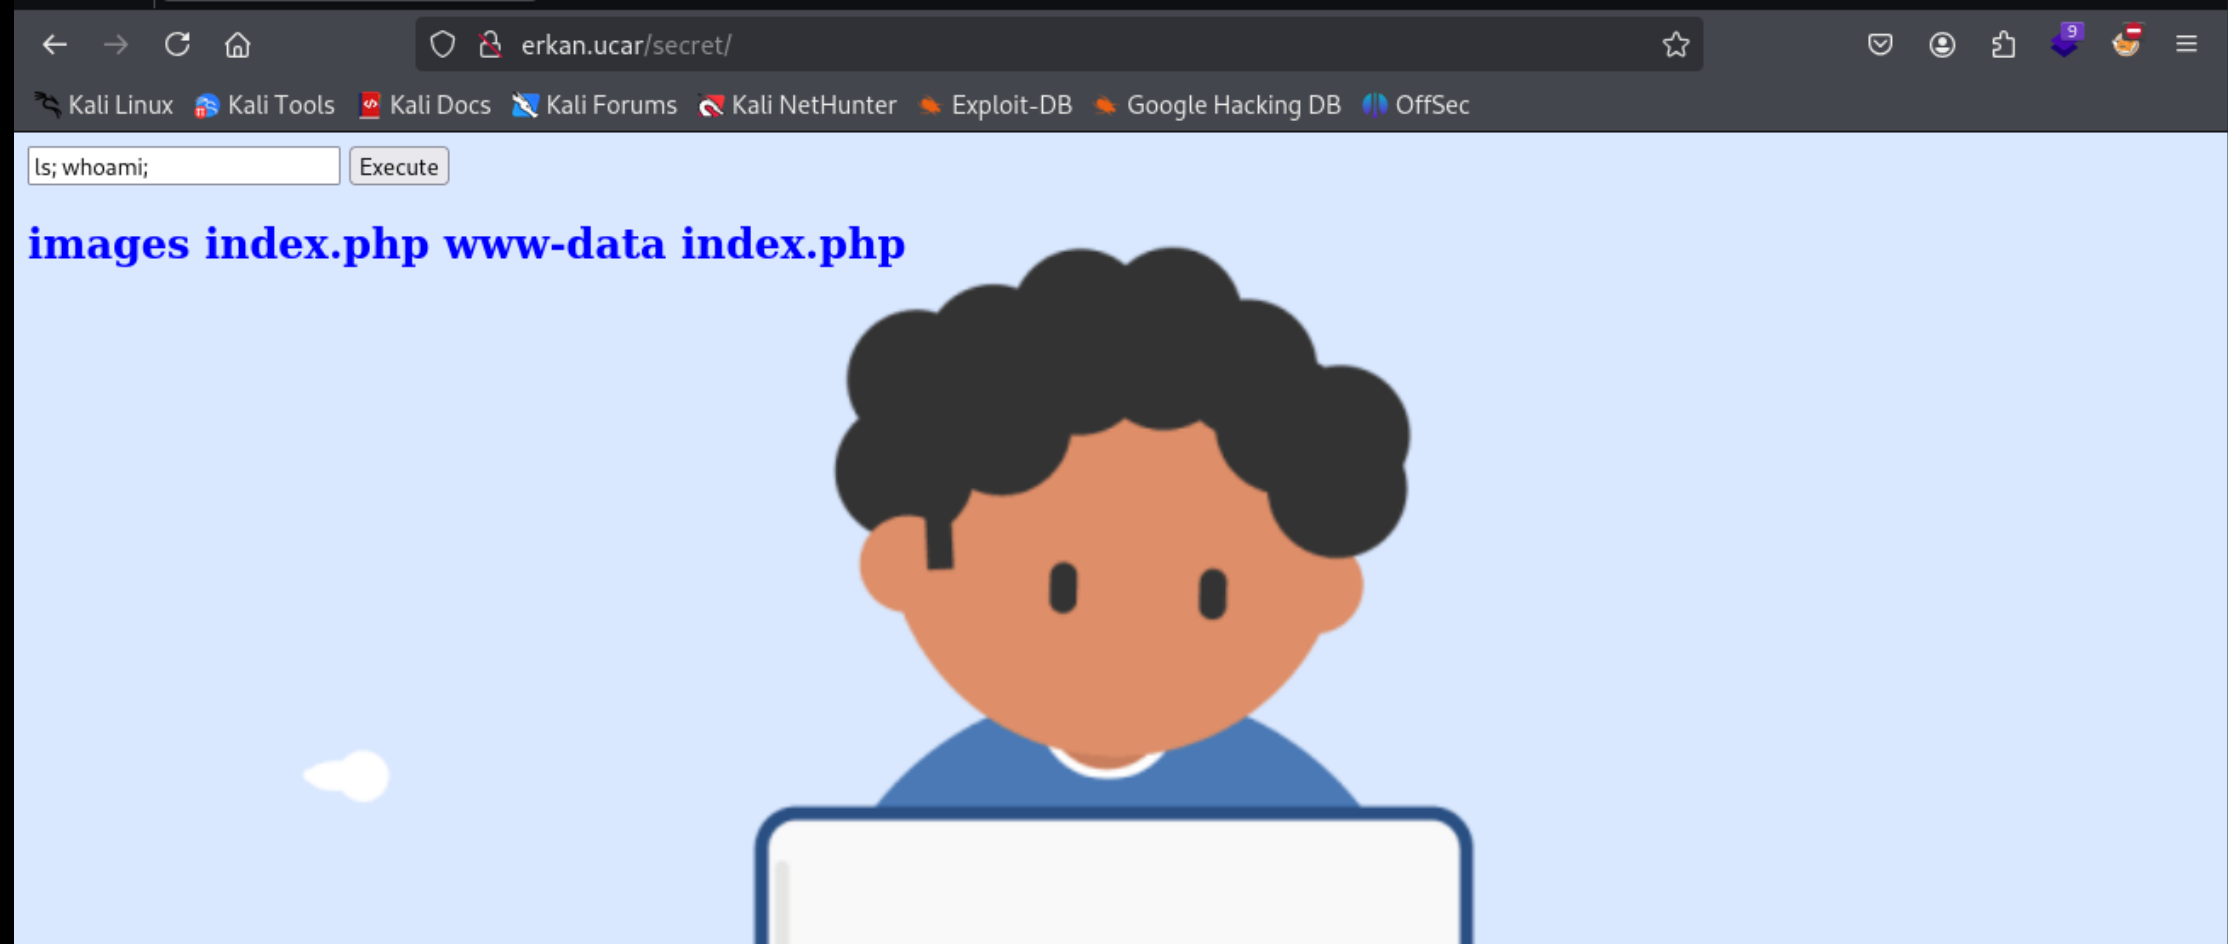 erkan.ucar/secret/
9
Kali Linux Kali Tools Kali Docs Kali Forums Kali NetHunter Exploit-DB Google Hacking DB OffSec
ls; whoami; Execute
images index.php www-data index.php